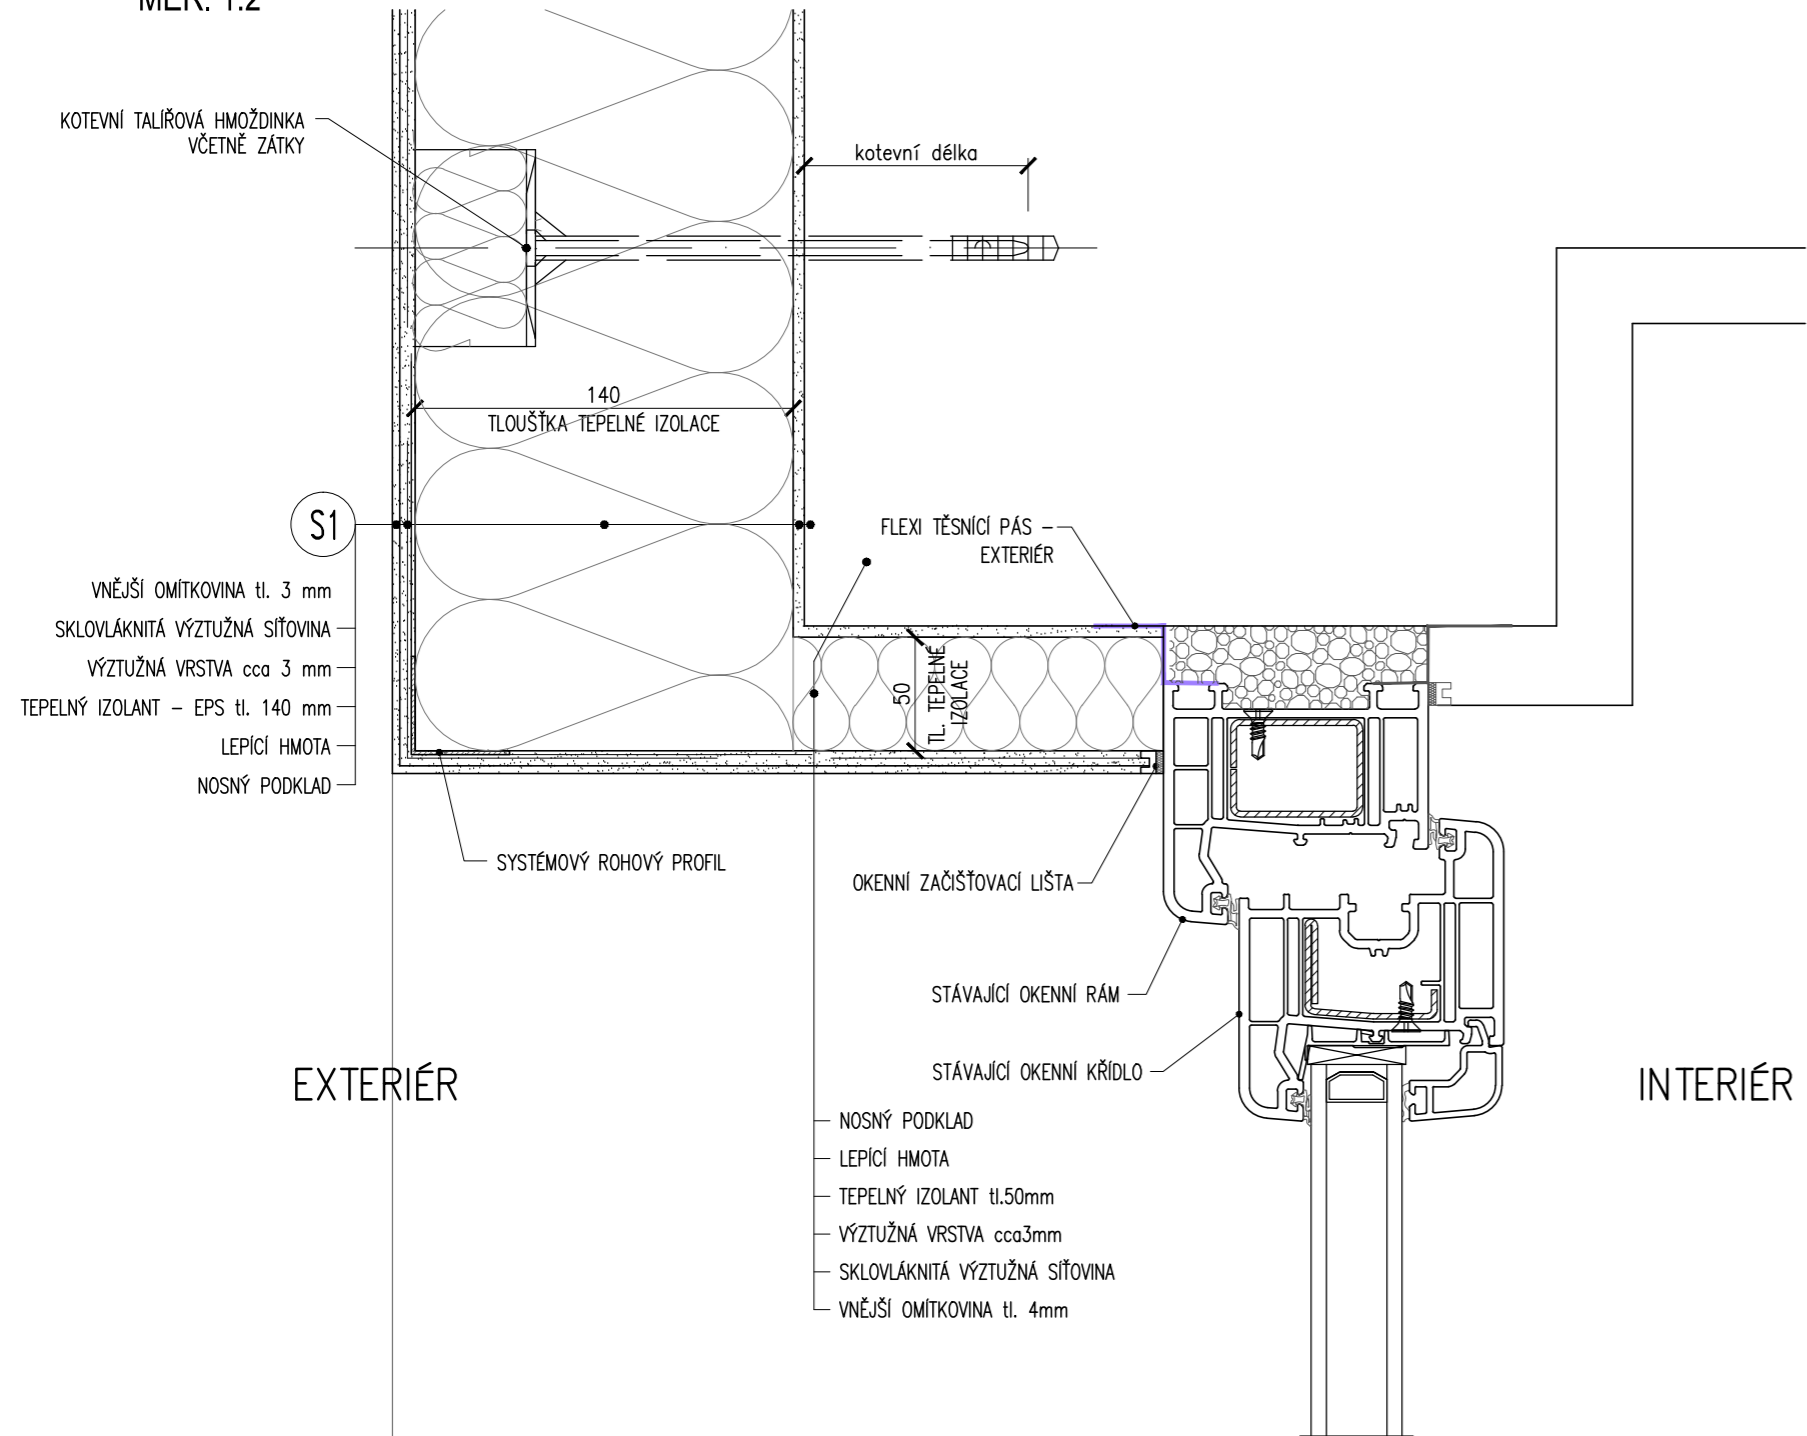 MĚŘ. 1:2
KOTEVNÍ TALÍŘOVÁ HMOŽDINKA
VČETNĚ ZÁTKY
kotevní délka
140
TLOUŠŤKA TEPELNÉ IZOLACE
S1
VNĚJŠÍ OMÍTKOVINA tl. 3 mm
SKLOVLÁKNITÁ VÝZTUŽNÁ SÍŤOVINA
VÝZTUŽNÁ VRSTVA cca 3 mm
TEPELNÝ IZOLANT – EPS tl. 140 mm
LEPÍCÍ HMOTA
NOSNÝ PODKLAD
FLEXI TĚSNÍCÍ PÁS –
EXTERIÉR
50
TL. TEPELNÉ
IZOLACE
SYSTÉMOVÝ ROHOVÝ PROFIL
OKENNÍ ZAČIŠŤOVACÍ LIŠTA
STÁVAJÍCÍ OKENNÍ RÁM
STÁVAJÍCÍ OKENNÍ KŘÍDLO
EXTERIÉR
INTERIÉR
NOSNÝ PODKLAD
LEPÍCÍ HMOTA
TEPELNÝ IZOLANT tl.50mm
VÝZTUŽNÁ VRSTVA cca3mm
SKLOVLÁKNITÁ VÝZTUŽNÁ SÍŤOVINA
VNĚJŠÍ OMÍTKOVINA tl. 4mm